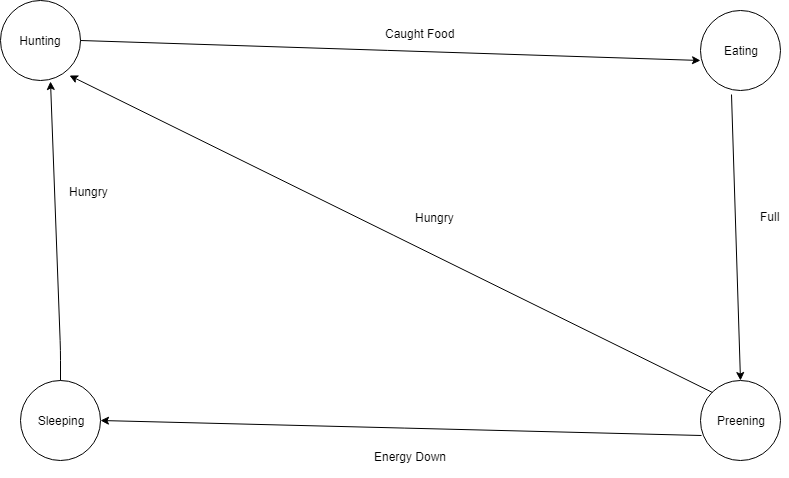 Hunting
Caught Food
Eating
Hungry
Hungry
Full
Sleeping
Energy Down
Preening